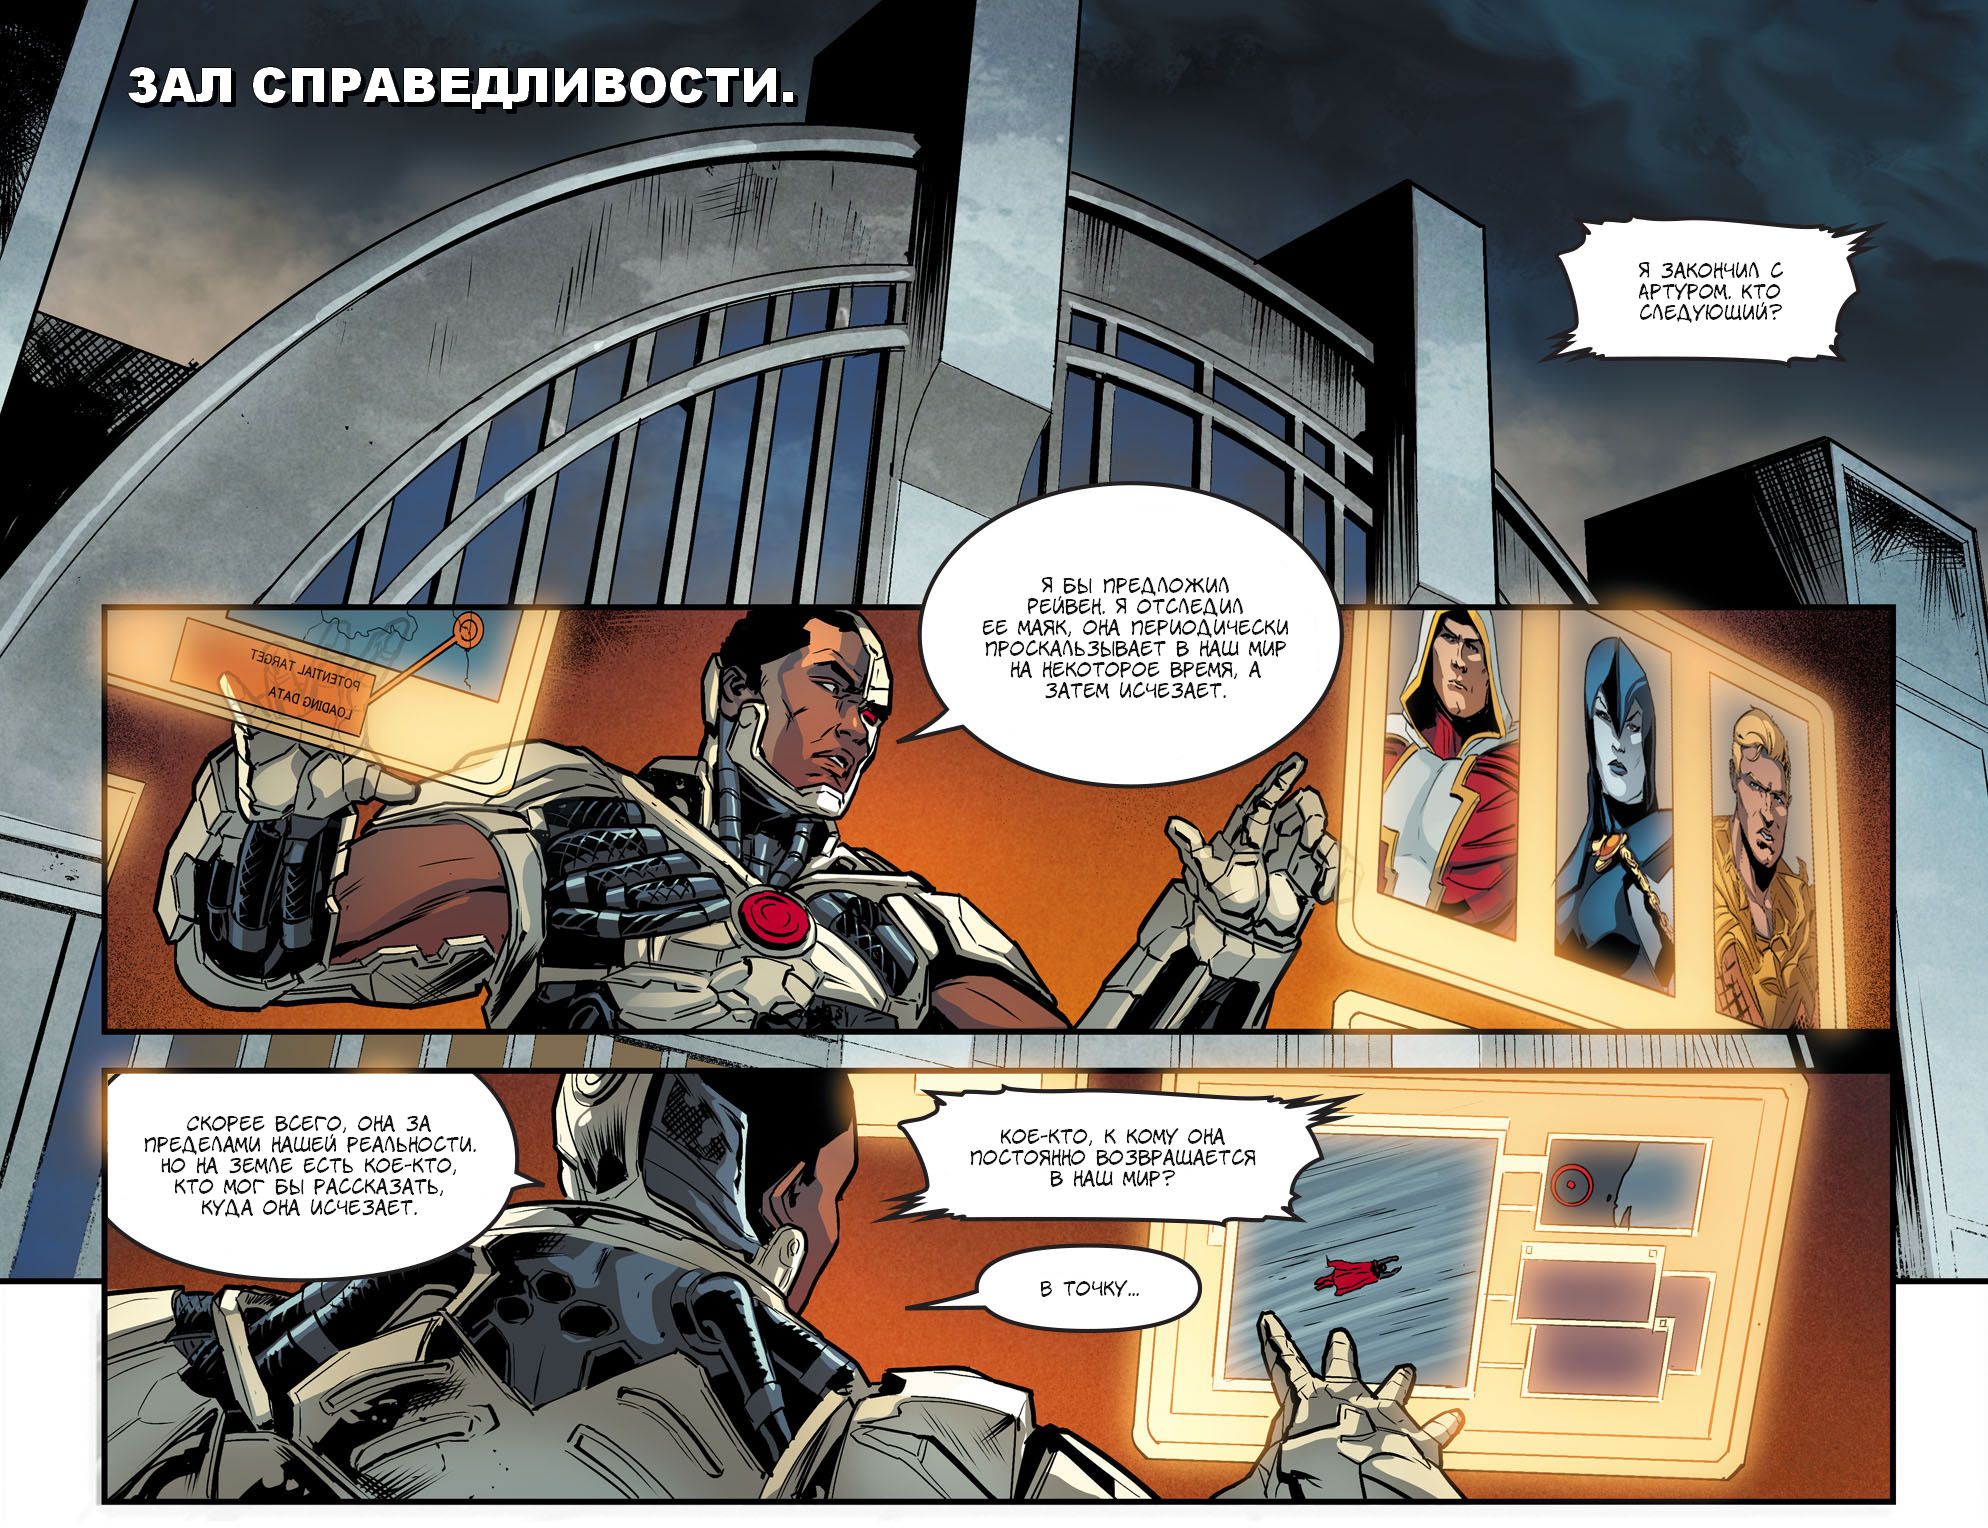 ЗАЛ СПРАВЕДЛИВОСТИ.
Я ЗАКОНЧИЛ С
АРТУРОМ. КТО
СЛЕДУЮЩИЙ?
Я БЫ ПРЕДЛОЖИЛ
РЕЙВЕН. Я ОТСЛЕДИЛ
ЕЕ МАЯК, ОНА ПЕРИОДИЧЕСКИ
ПРОСКАЛЬЗЫВАЕТ В НАШ МИР
НА НЕКОТОРОЕ ВРЕМЯ, А
ЗАТЕМ ИСЧЕЗАЕТ.
POTENTIAL TARGET
LOADING DATA
СКОРЕЕ ВСЕГО, ОНА ЗА
ПРЕДЕЛАМИ НАШЕЙ РЕАЛЬНОСТИ.
НО НА ЗЕМЛЕ ЕСТЬ КОЕ-КТО,
КТО МОГ БЫ РАССКАЗАТЬ,
КУДА ОНА ИСЧЕЗАЕТ.
КОЕ-КТО, К КОМУ ОНА
ПОСТОЯННО ВОЗВРАЩАЕТСЯ
В НАШ МИР?
В ТОЧКУ...